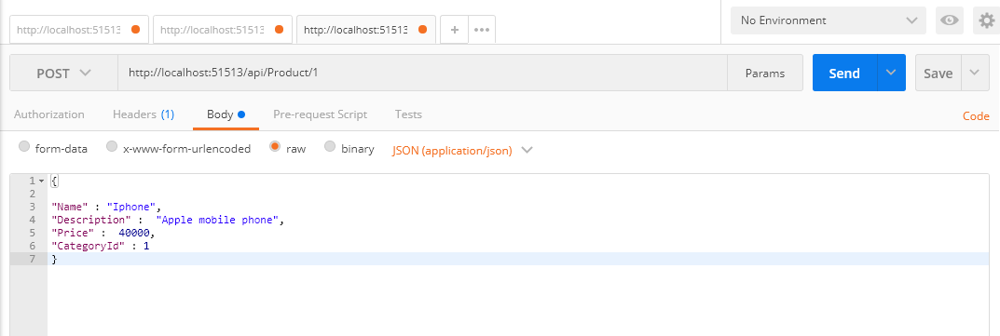 http://localhost:51513 http://localhost:51513 http://localhost:51513 + ••• No Environment
POST http://localhost:51513/api/Product/1 Params Send Save
Authorization Headers (1) Body Pre-request Script Tests Code
form-data x-www-form-urlencoded raw binary JSON (application/json)
1 {
2
3 "Name" : "Iphone",
4 "Description" :  "Apple mobile phone",
5 "Price" :  40000,
6 "CategoryId" : 1
7 }